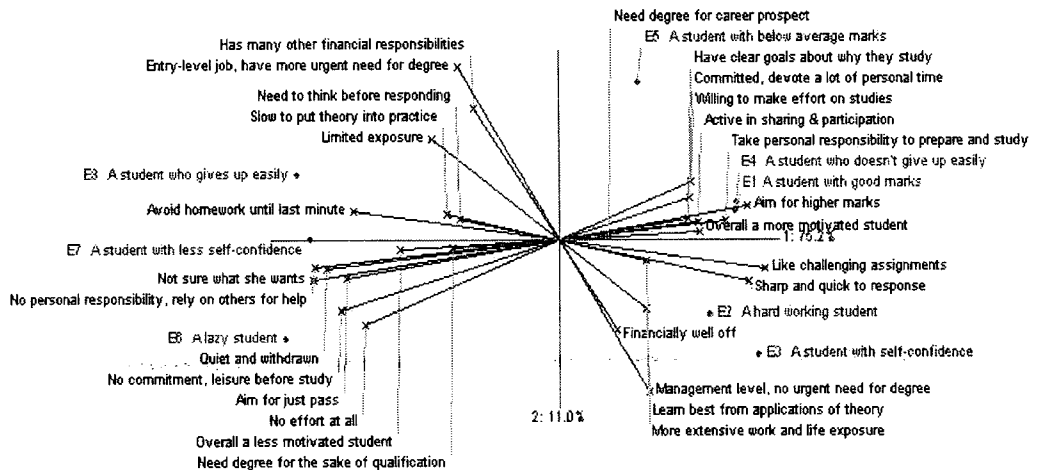 Need degree for career prospect
E5 A student with below average marks
Has many other financial responsibilities
Have clear goals about why they study
Entry-level job, have more urgent need for degree
Committed, devote a lot of personal time
Need to think before responding
Willing to make effort on studies
Slow to put theory into practice
Active in sharing & participation
Limited exposure
Take personal responsibility to prepare and study
E4 A student who doesn't give up easily
E8 A student who gives up easily
E1 A student with good marks
Avoid homework until last minute
Aim for higher marks
Overall a more motivated student
1: 76.2%
E7 A student with less self-confidence
Like challenging assignments
Not sure what she wants
Sharp and quick to response
No personal responsibility, rely on others for help
E2 A hard working student
Financially well off
E6 A lazy student
E3 A student with self-confidence
Quiet and withdrawn
No commitment, leisure before study
Management level, no urgent need for degree
Aim for just pass
Learn best from applications of theory
2: 11.0%
No effort at all
More extensive work and life exposure
Overall a less motivated student
Need degree for the sake of qualification